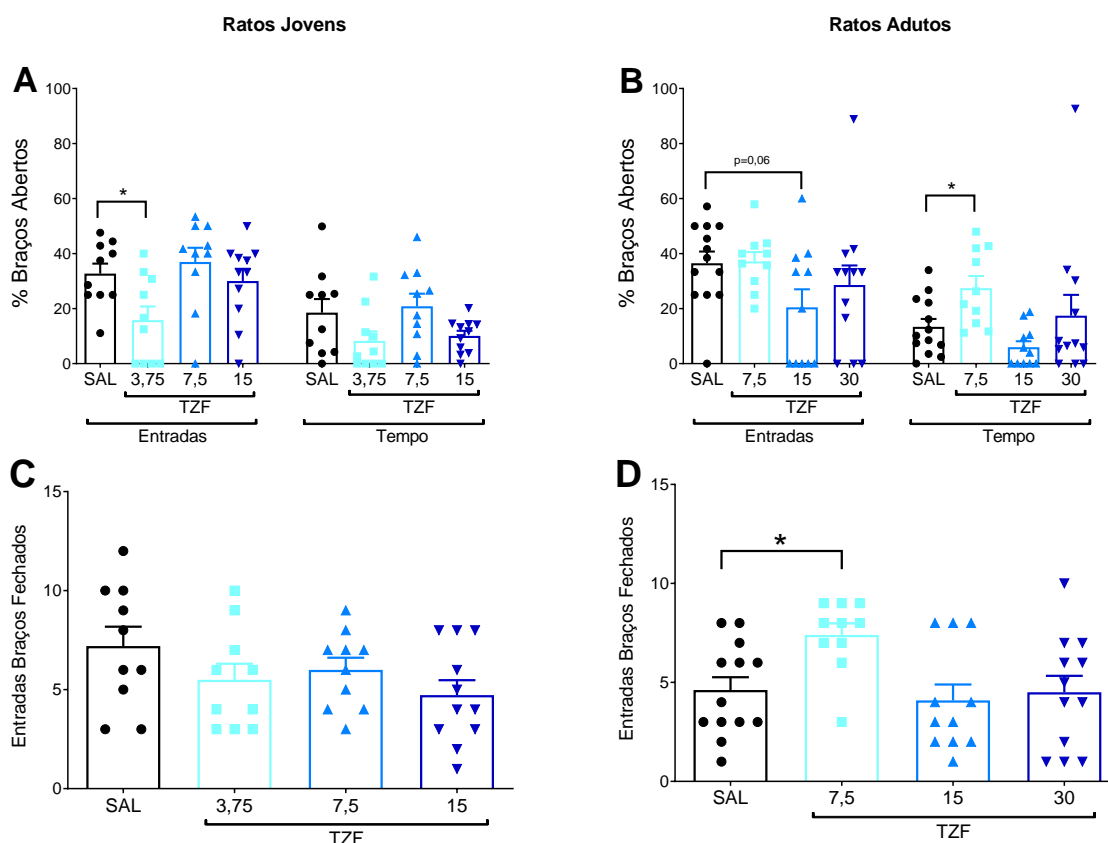 Ratos Jovens
Ratos Adutos
A
% Braços Abertos
100
80
60
40
20
0
*
SAL 3,75 7,5 15 SAL 3,75 7,5 15
TZF TZF
Entradas Tempo
B
% Braços Abertos
100
80
60
40
20
0
p=0,06
*
SAL 7,5 15 30 SAL 7,5 15 30
TZF TZF
Entradas Tempo
C
Entradas Braços Fechados
15
10
5
0
SAL 3,75 7,5 15
TZF
D
Entradas Braços Fechados
15
10
5
0
*
SAL 7,5 15 30
TZF